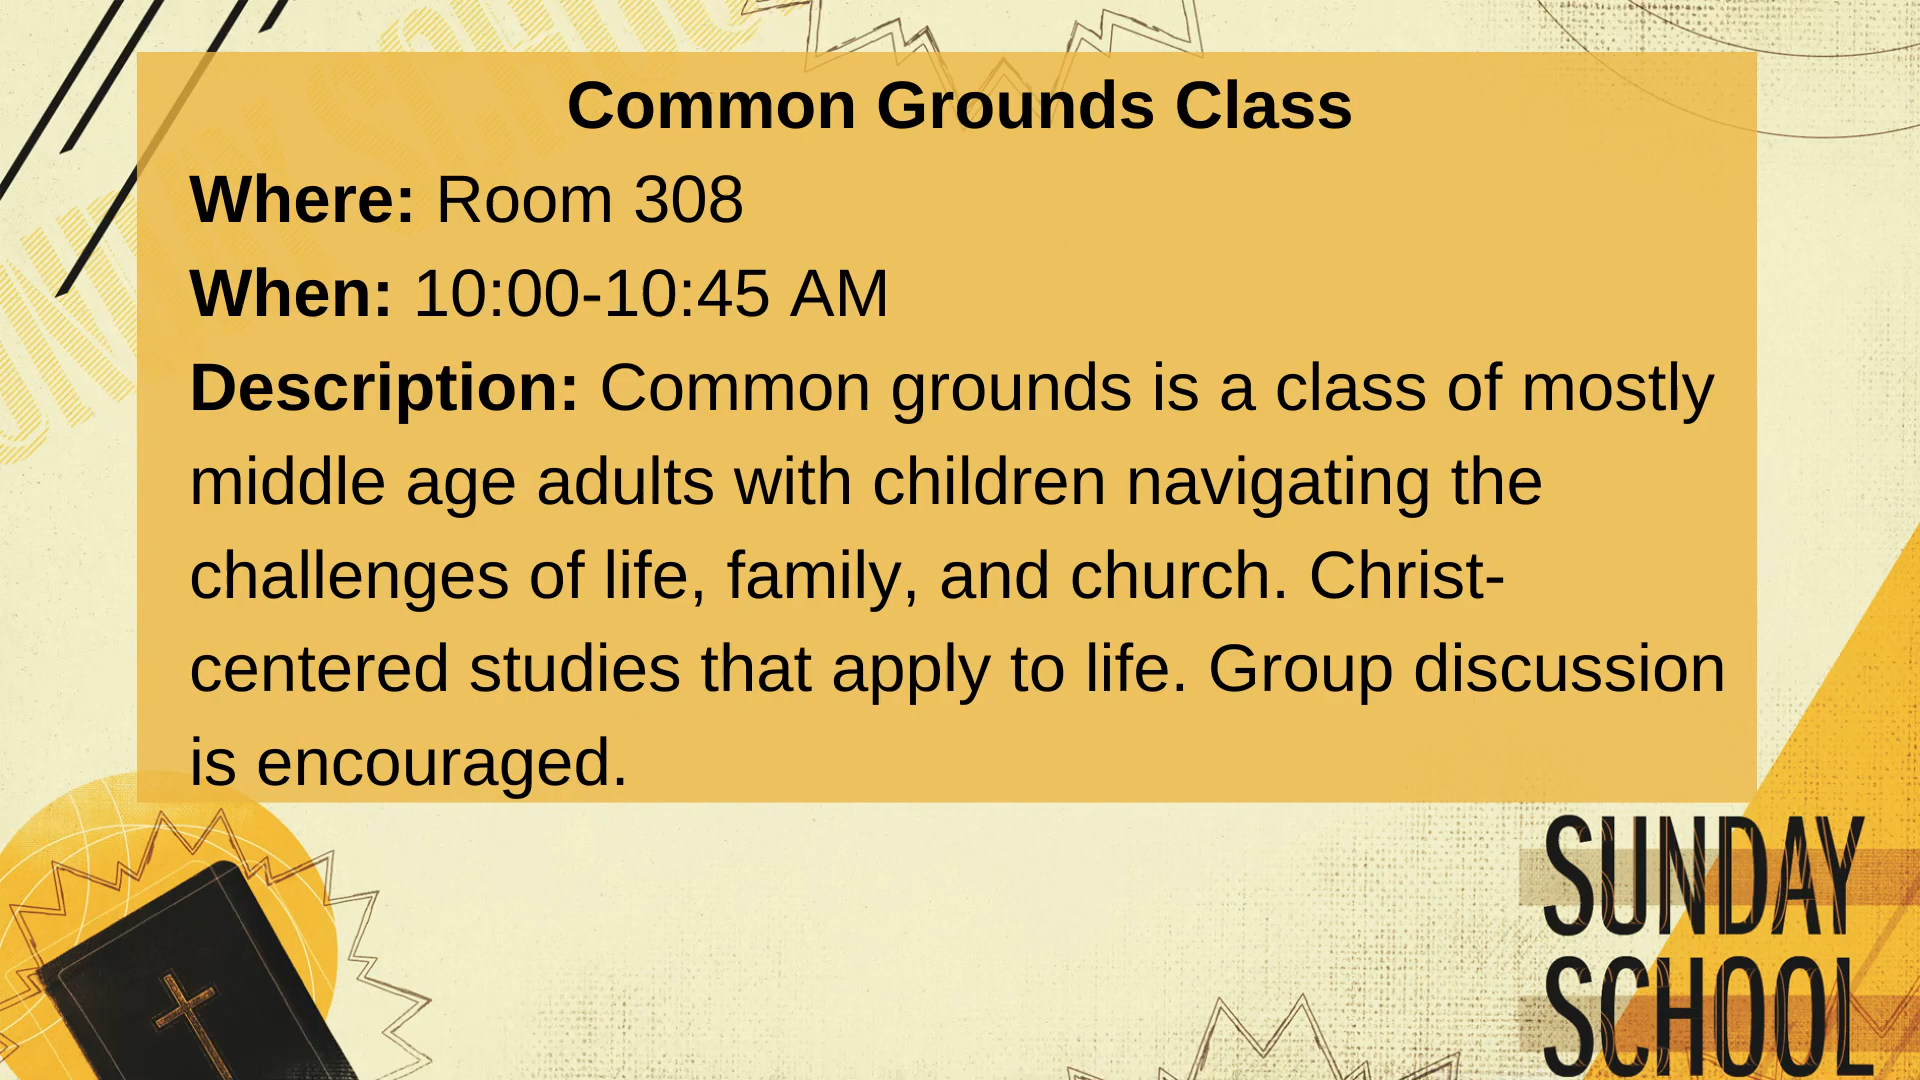 Common Grounds Class
Where: Room 308
When: 10:00-10:45 AM
Description: Common grounds is a class of mostly
middle age adults with children navigating the
challenges of life, family, and church. Christ-
centered studies that apply to life. Group discussion
is encouraged.
SUNDAY
SCHOOL